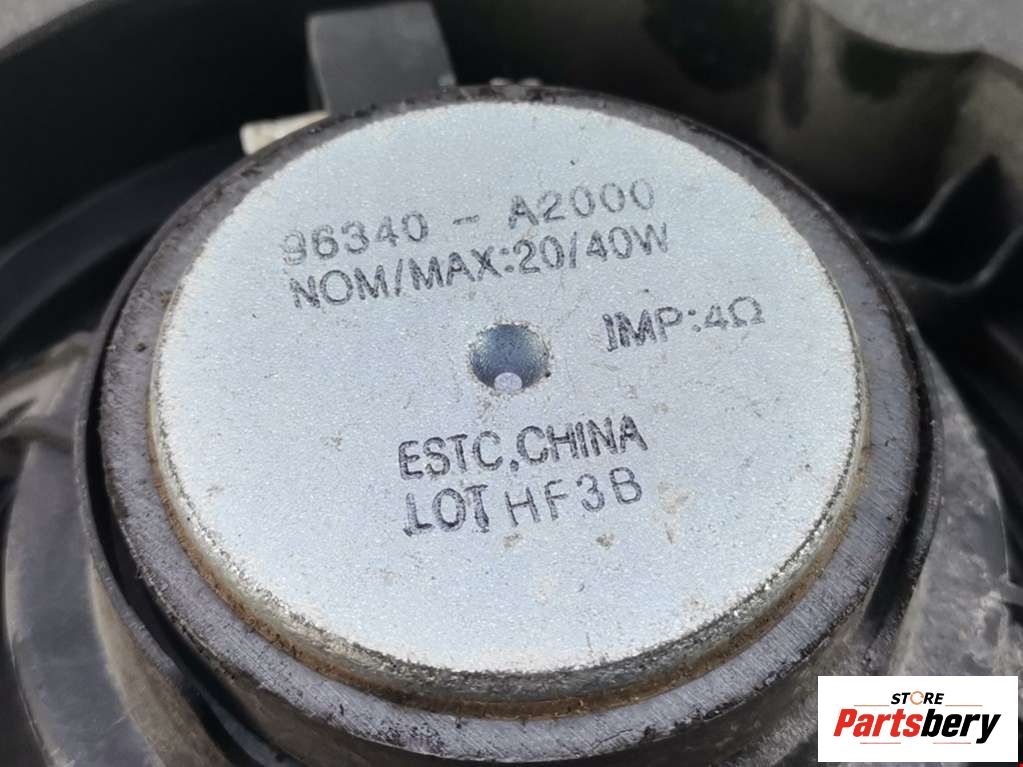 96340 - A2000
NOM/MAX:20/40W
IMP:4Ω
ESTC,CHINA
LOT HF3B
STORE
Partsbery